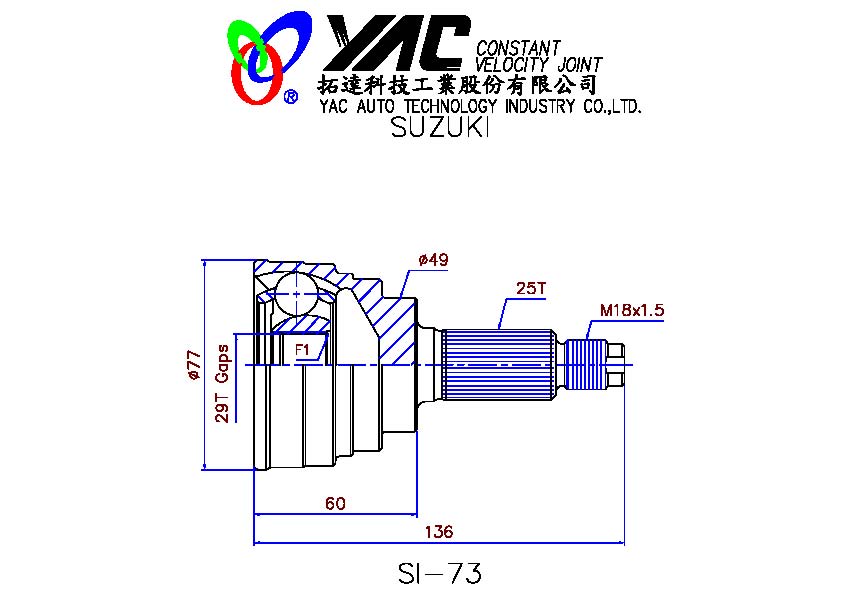 YAC CONSTANT
VELOCITY JOINT
拓達科技工業股份有限公司
®
YAC AUTO TECHNOLOGY INDUSTRY CO.,LTD.
SUZUKI
ø49
25T
M18x1.5
F1
ø77
29T Gaps
60
136
SI-73